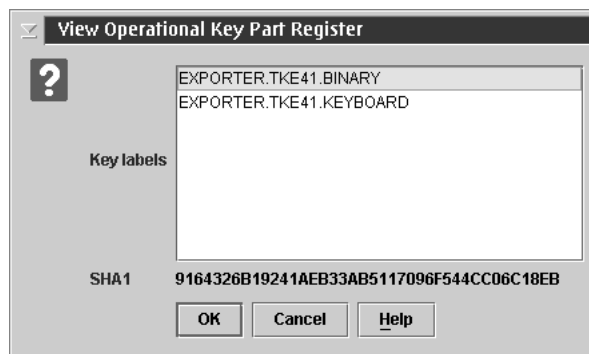 View Operational Key Part Register
?
EXPORTER.TKE41.BINARY
EXPORTER.TKE41.KEYBOARD
Key labels
SHA1 9164326B19241AEB33AB5117096F544CC06C18EB
OK Cancel Help